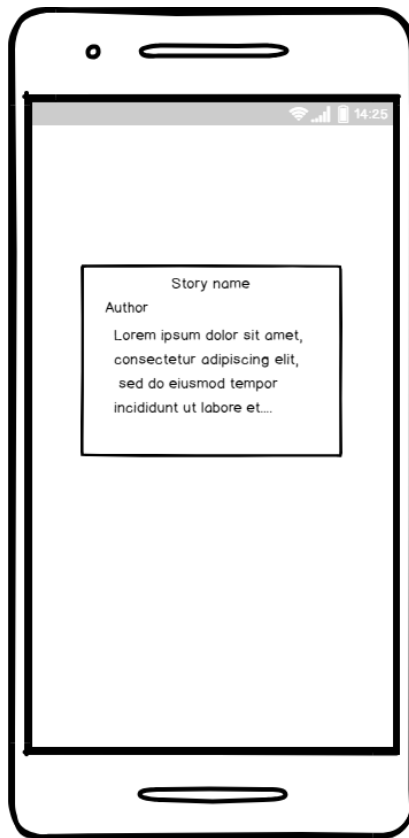 14:25
Story name
Author
Lorem ipsum dolor sit amet,
consectetur adipiscing elit,
sed do eiusmod tempor
incididunt ut labore et....